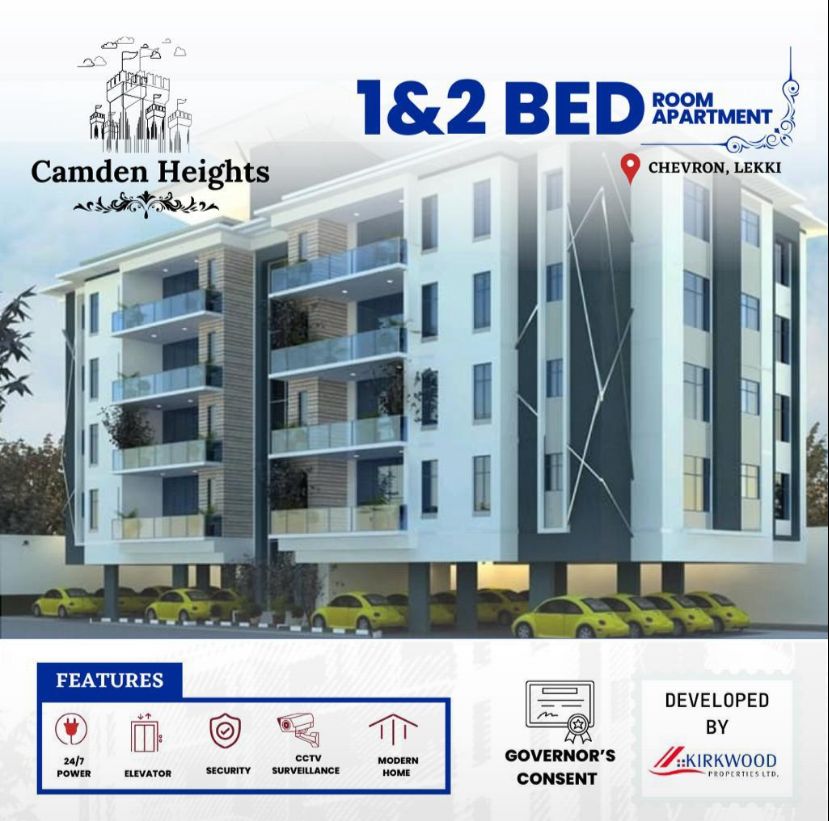 Camden Heights
1&2 BED ROOM
APARTMENT
CHEVRON, LEKKI
FEATURES
24/7
POWER
ELEVATOR
SECURITY
CCTV
SURVEILLANCE
MODERN
HOME
GOVERNOR'S
CONSENT
DEVELOPED
BY
KIRKWOOD
PROPERTIES LTD.